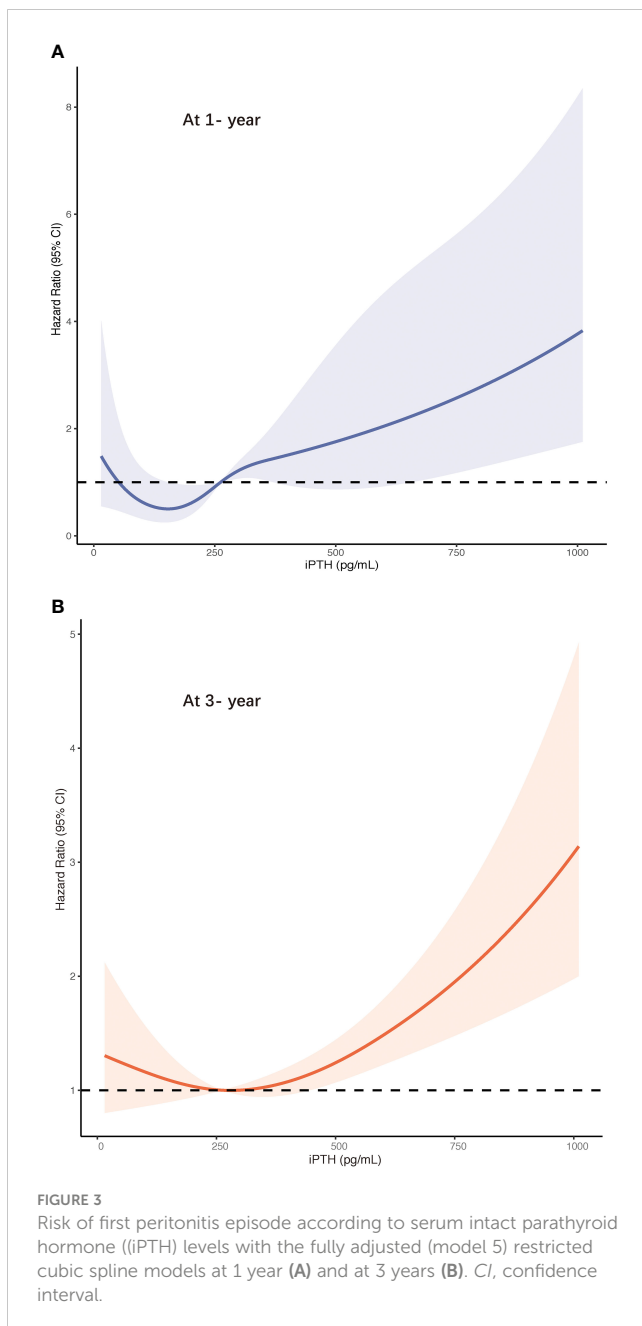 A
At 1- year
Hazard Ratio (95% CI)
8
6
4
2
0
0 250 500 750 1000
iPTH (pg/mL)
B
At 3- year
Hazard Ratio (95% CI)
5
4
3
2
1
0 250 500 750 1000
iPTH (pg/mL)
FIGURE 3
Risk of first peritonitis episode according to serum intact parathyroid
hormone ((iPTH) levels with the fully adjusted (model 5) restricted
cubic spline models at 1 year (A) and at 3 years (B). CI, confidence
interval.